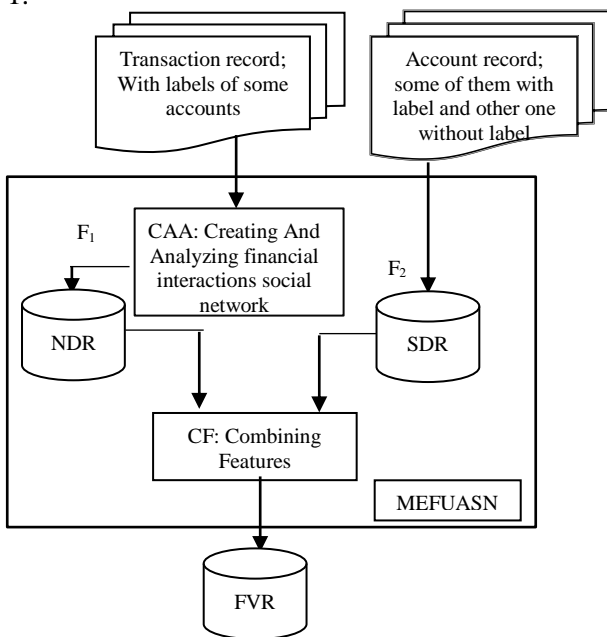 1.
Transaction record;
With labels of some
accounts
Account record;
some of them with
label and other one
without label
F1
CAA: Creating And
Analyzing financial
interactions social
network
F2
NDR
SDR
CF: Combining
Features
MEFUASN
FVR